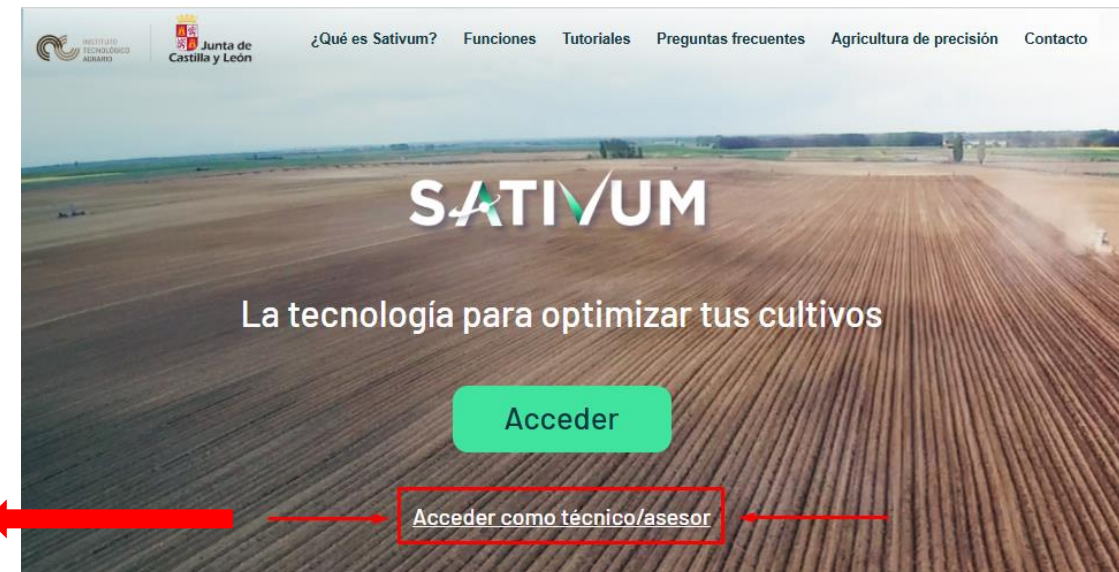 INSTITUTO
TECNOLÓGICO
AGRARIO
Junta de
Castilla y León
¿Qué es Sativum?
Funciones
Tutoriales
Preguntas frecuentes
Agricultura de precisión
Contacto
SATIVUM
La tecnología para optimizar tus cultivos
Acceder
Acceder como técnico/asesor